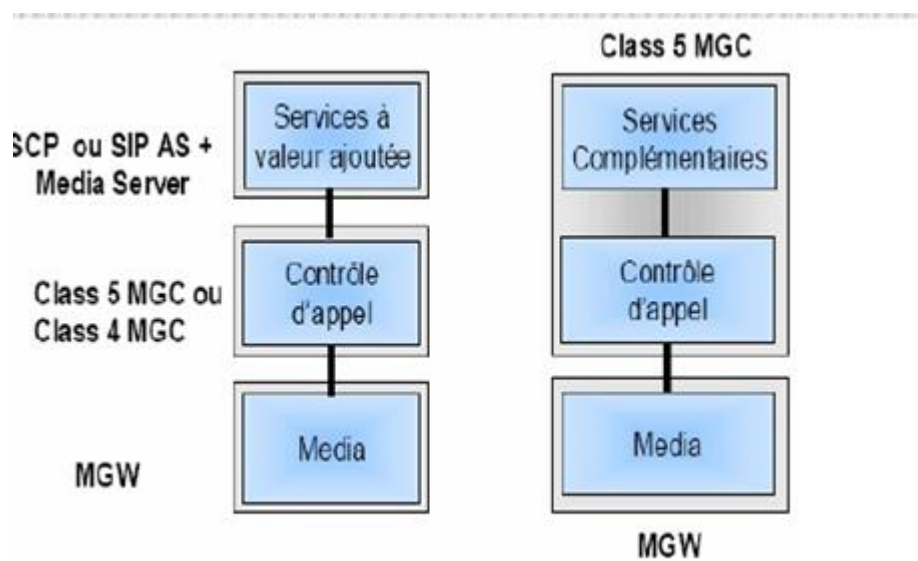 Class 5 MGC
SCP ou SIP AS +
Media Server
Services à
valeur ajoutée
Services
Complémentaires
Class 5 MGC ou
Class 4 MGC
Contrôle
d'appel
Contrôle
d'appel
MGW
Media
Media
MGW